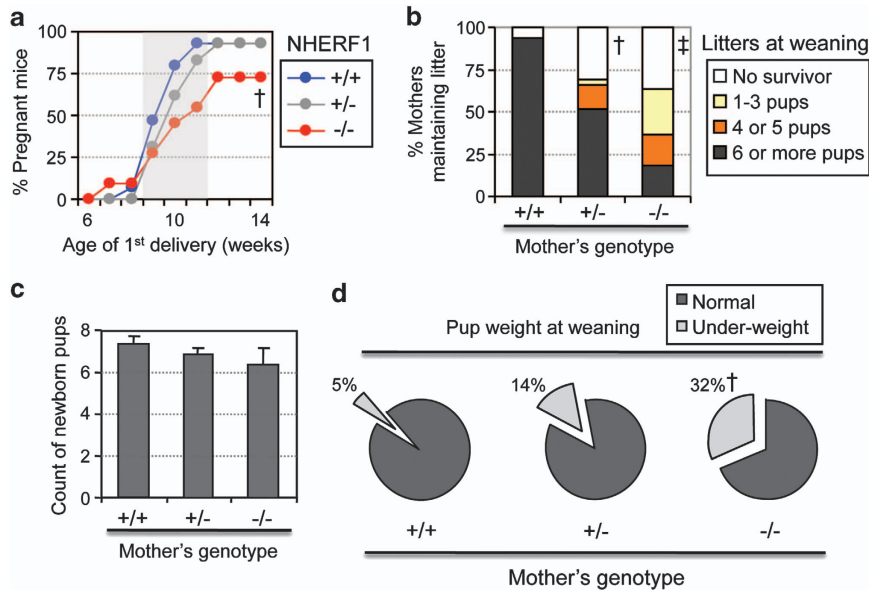 a
% Pregnant mice
100
75
50
25
0
6 10 14
Age of 1st delivery (weeks)
NHERF1
+/+
+/-
-/-
†
b
% Mothers
maintaining litter
100
75
50
25
0
† ‡
+/+ +/- -/-
Mother's genotype
Litters at weaning
No survivor
1-3 pups
4 or 5 pups
6 or more pups
c
Count of newborn pups
8
6
4
2
0
+/+ +/- -/-
Mother's genotype
d
Normal
Under-weight
Pup weight at weaning
5% 14% 32%†
+/+ +/- -/-
Mother's genotype